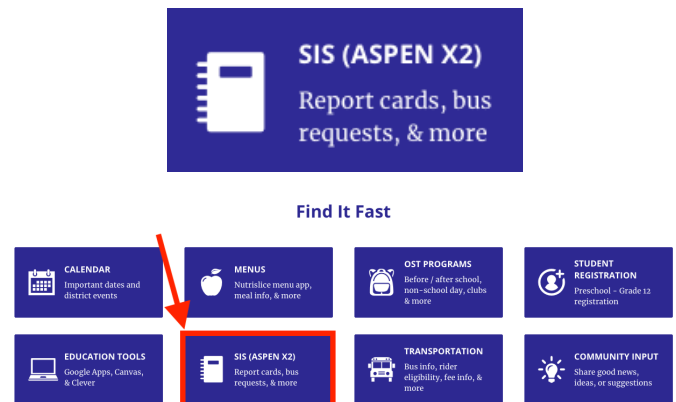 SIS (ASPEN X2)
Report cards, bus
requests, & more
Find It Fast
CALENDAR
Important dates and
district events
MENUS
Nutrislice menu app,
meal info, & more
OST PROGRAMS
Before / after school,
non-school day, clubs
& more
STUDENT
REGISTRATION
Preschool - Grade 12
registration
EDUCATION TOOLS
Google Apps, Canvas,
& Clever
SIS (ASPEN X2)
Report cards, bus
requests, & more
TRANSPORTATION
Bus info, rider
eligibility, fee info, &
more
COMMUNITY INPUT
Share good news,
ideas, or suggestions